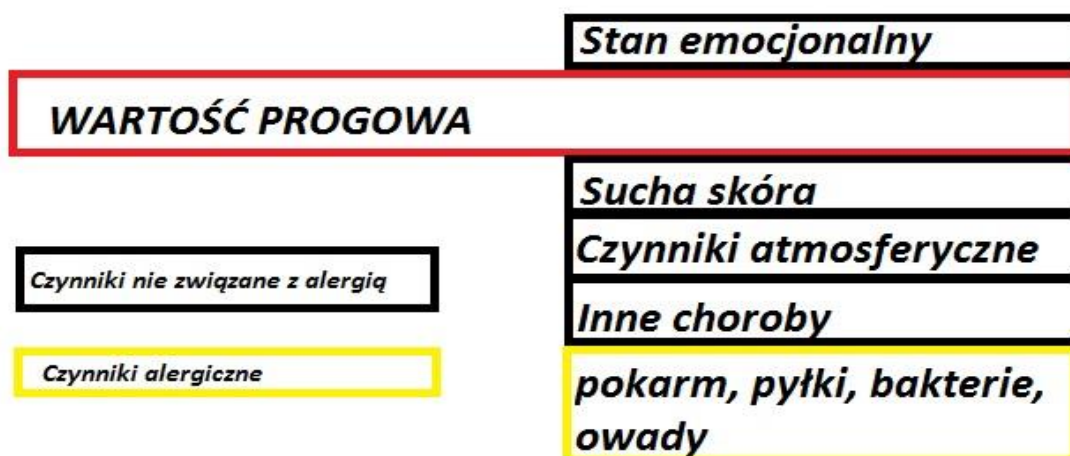 Stan emocjonalny
WARTOŚĆ PROGOWA
Sucha skóra
Czynniki atmosferyczne
Czynniki nie związane z alergią
Inne choroby
Czynniki alergiczne
pokarm, pyłki, bakterie,
owady